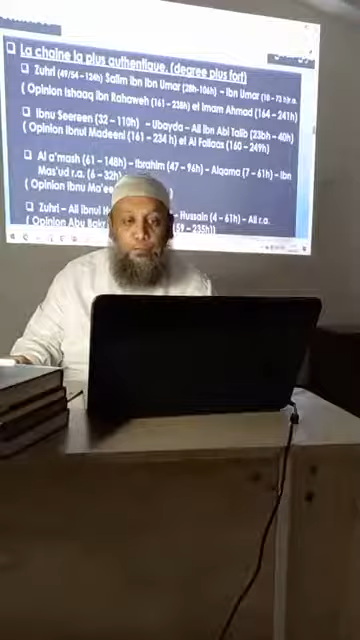 ❑ La chaine la plus authentique. (degree plus fort)
❑ Zuhri (49/54 – 124h) Salim ibn Ibn Umar (28h-106h) – Ibn Umar (10 – 73 h)r.a.
( Opinion Ishaaq ibn Rahaweh (161 – 238h) et Imam Ahmad (164 – 241h)
❑ Ibnu Seereen (32 – 110h) - Ubayda – Ali Ibn Abi Talib (23bh – 40h)
( Opinion Ibnul Madeeni (161 – 234 h) et Al Fallaas (160 – 249h)
❑ Al a'mash (61 – 148h) – Ibrahim (47 – 96h) – Alqama (7 – 61h) – Ibn
Mas'ud r.a. (6 – 32h)
( Opinion Ibnu Ma'ee
❑ Zuhri – Ali Ibnul H - Hussain (4 – 61h) – Ali r.a.
( Opinion Abu Bakr (159 – 235h))